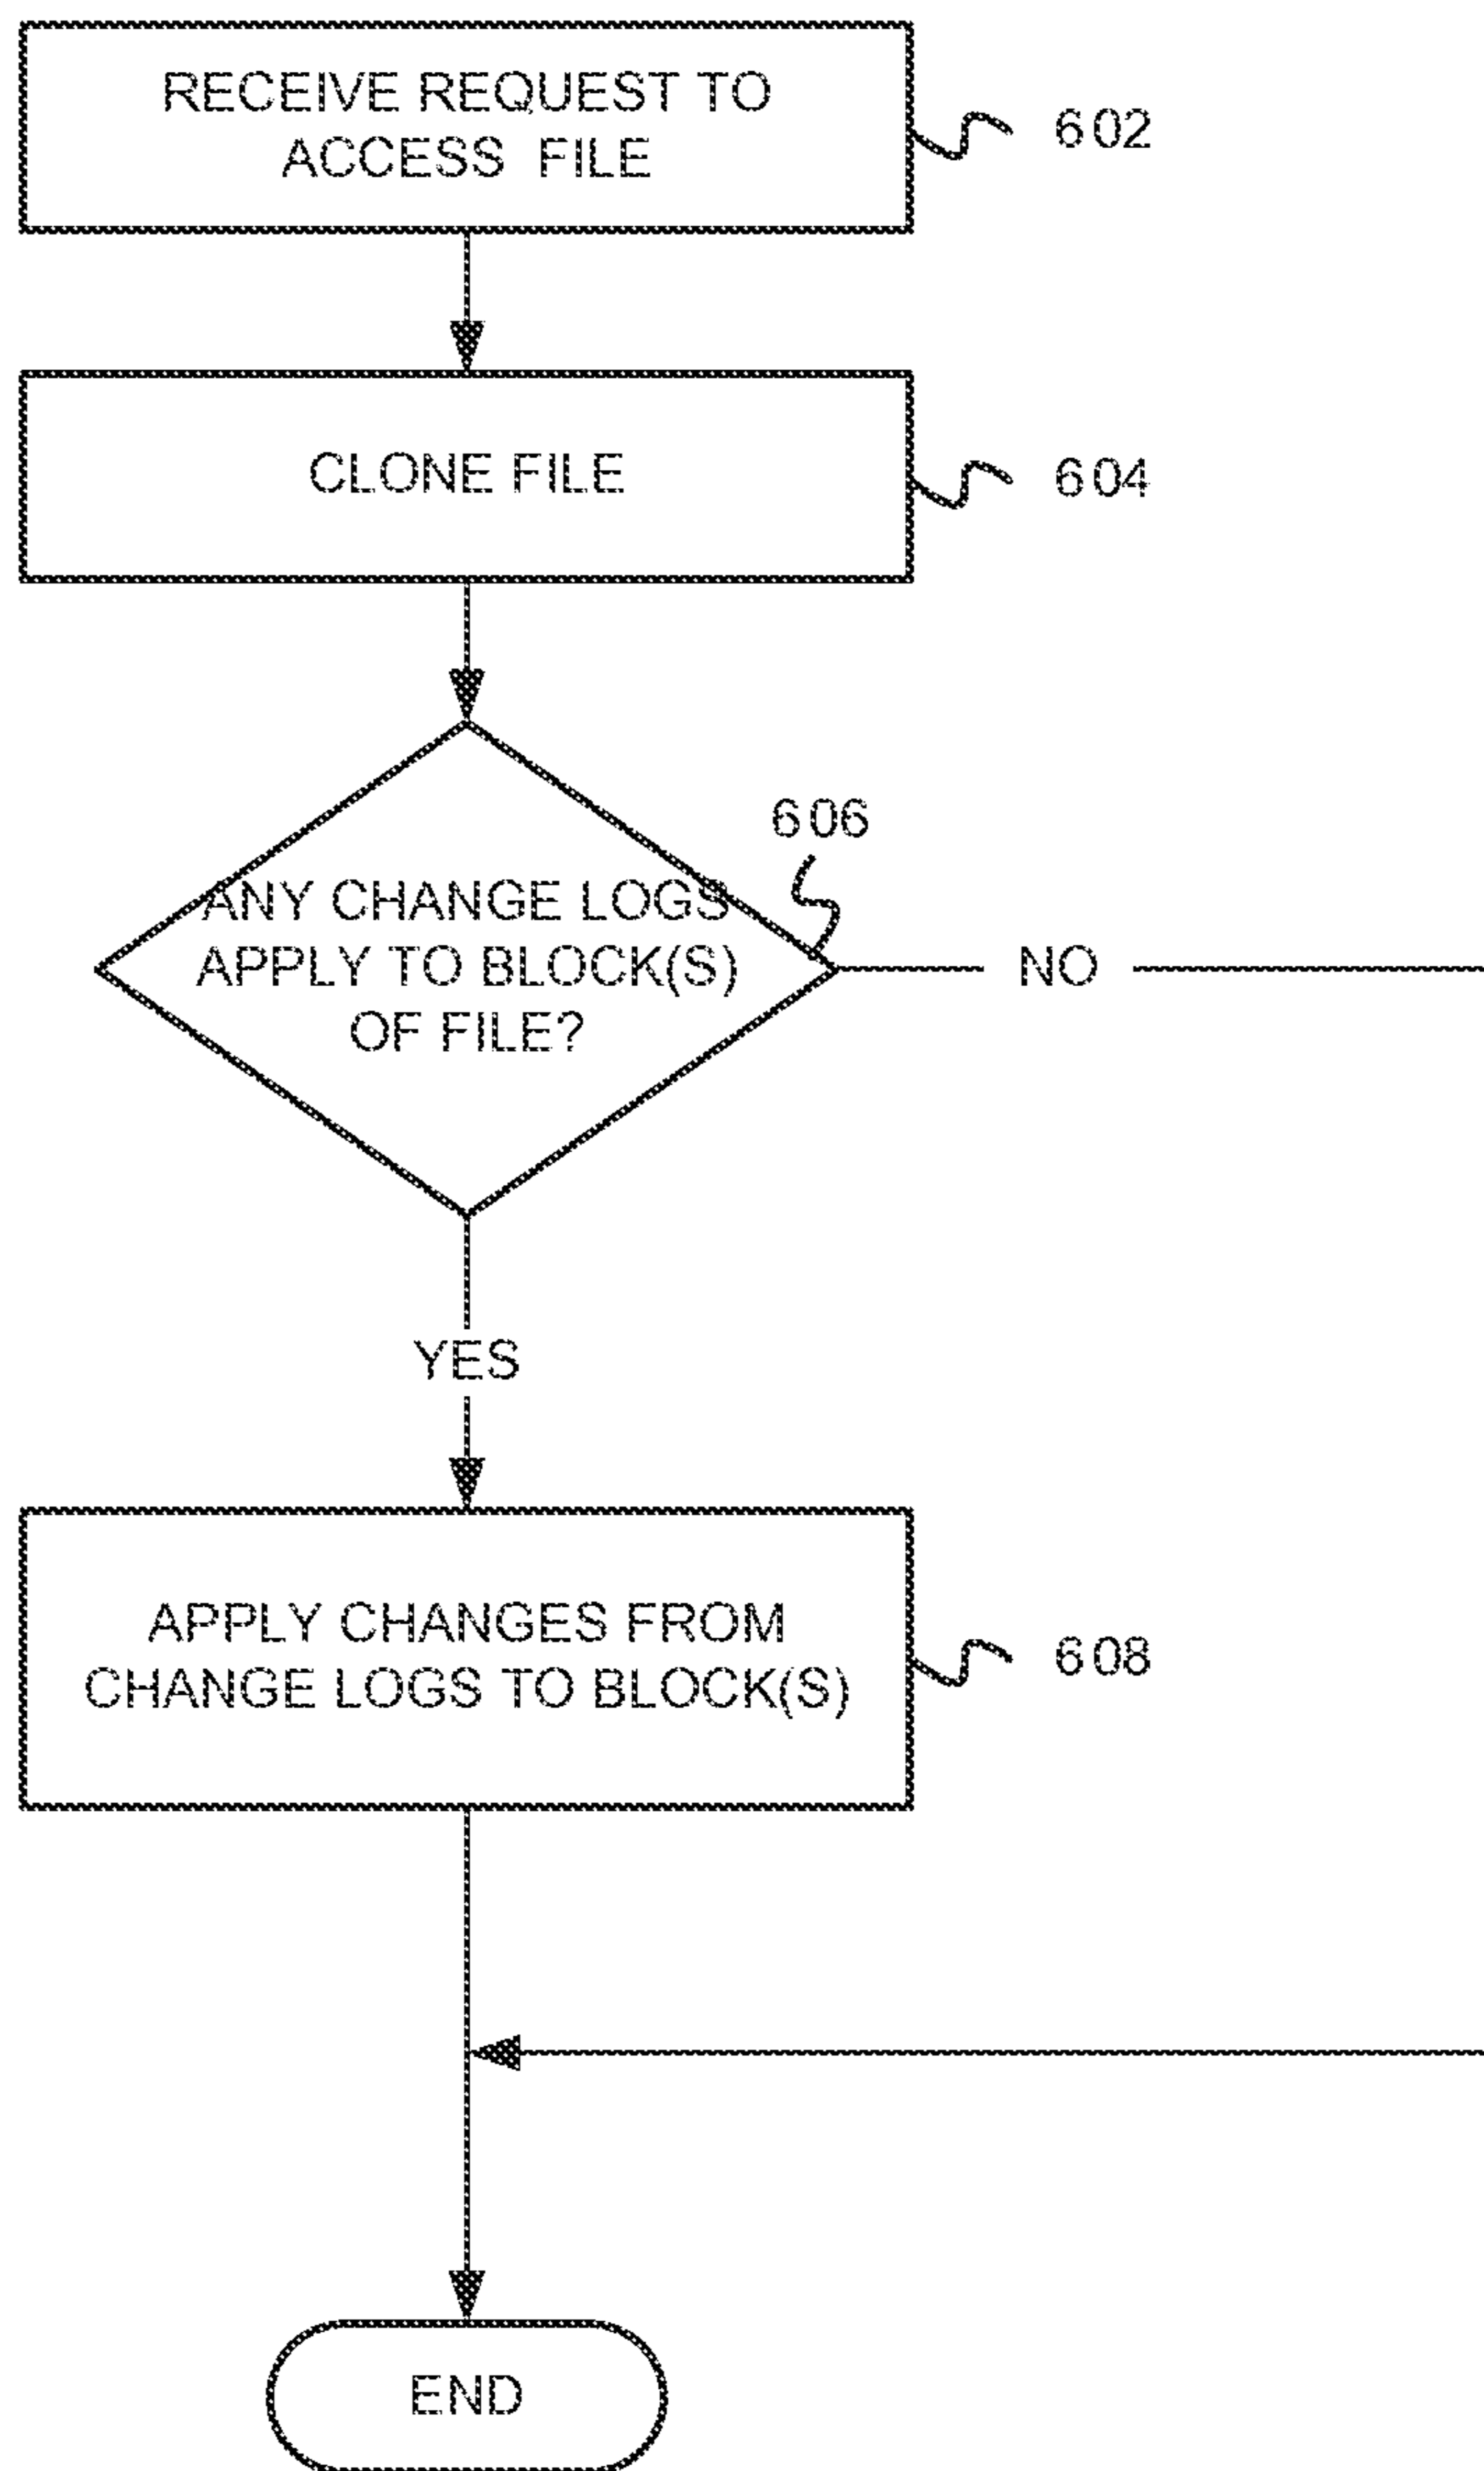 RECEIVE REQUEST TO
ACCESS FILE
602
CLONE FILE
604
606
ANY CHANGE LOGS
APPLY TO BLOCK(S)
OF FILE?
NO
YES
APPLY CHANGES FROM
CHANGE LOGS TO BLOCK(S)
608
END